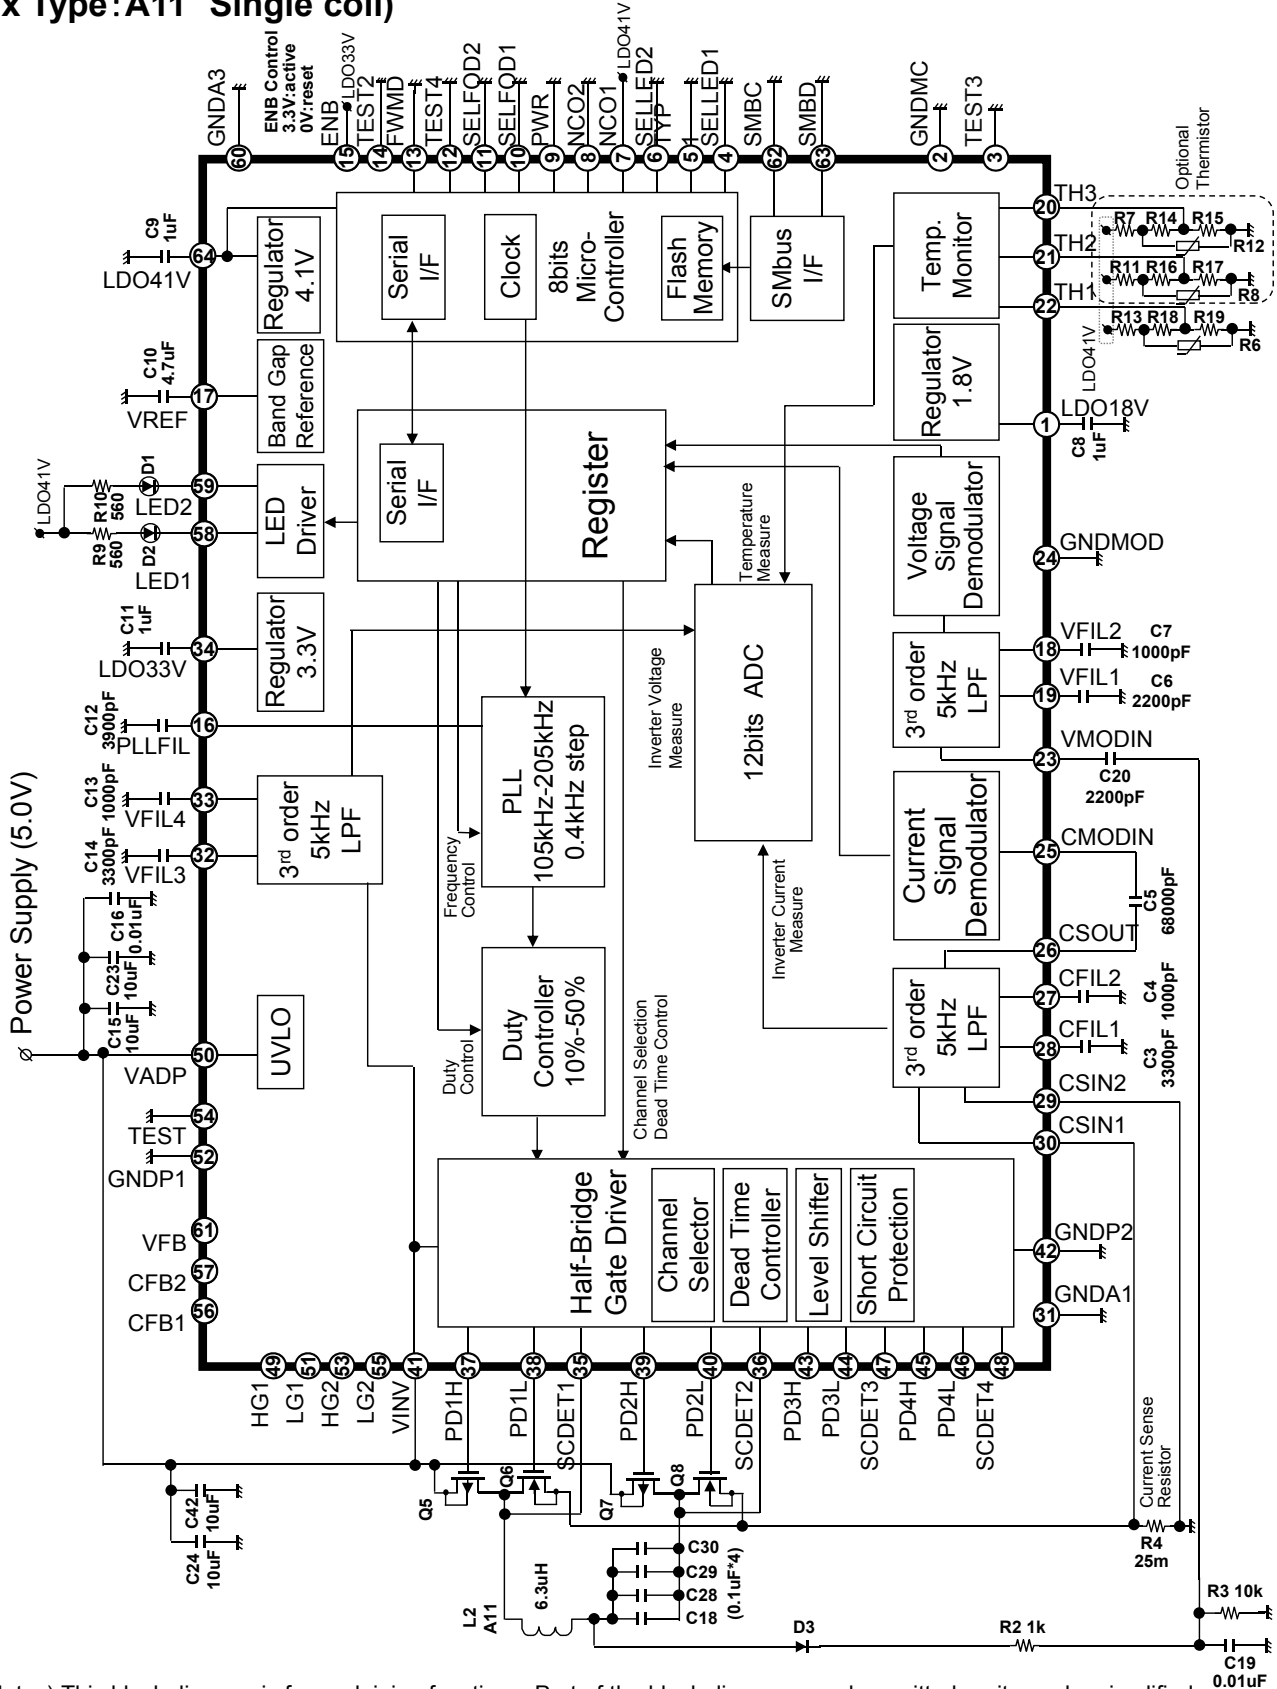 x Type:A11 Single coil)
GNDA3
60
ENB Control
3.3V:active
0V:reset
ENB
LDO33V
15
TEST2
14
FWMD
13
TEST4
12
SELFOD2
11
SELFOD1
10
PWR
9
NCO2
8
NCO1
7
LDO41V
SELLED2
6
TYP
5
SELLED1
4
SMBC
62
SMBD
63
GNDMC
2
TEST3
3
Optional
Thermistor
C9
1uF
64
LDO41V
Regulator
4.1V
Serial
I/F
Clock
8bits
Micro-
Controller
Flash
Memory
SMbus
I/F
Temp.
Monitor
TH3
20
R7
R14
R15
R12
TH2
21
R11
R16
R17
R8
TH1
22
R13
R18
R19
R6
LDO41V
C10
4.7uF
17
VREF
Band Gap
Reference
Regulator
1.8V
1
LDO18V
C8
1uF
LDO41V
R10
560
D1
59
LED2
R9
560
D2
58
LED1
LED
Driver
Serial
I/F
Register
Temperature
Measure
Voltage
Signal
Demodulator
24
GNDMOD
C11
1uF
34
LDO33V
Regulator
3.3V
12bits ADC
Inverter Voltage
Measure
3rd order
5kHz
LPF
18
VFIL2
C7
1000pF
19
VFIL1
C6
2200pF
C12
3900pF
16
PLLFIL
PLL
105kHz-205kHz
0.4kHz step
23
VMODIN
C20
2200pF
C13
1000pF
33
VFIL4
C14
3300pF
32
VFIL3
3rd order
5kHz
LPF
Frequency
Control
Current
Signal
Demodulator
25
CMODIN
C5
68000pF
26
CSOUT
Power Supply (5.0V)
C16
0.01uF
C23
10uF
C15
10uF
50
VADP
UVLO
Duty
Controller
10%-50%
Duty
Control
Channel Selection
Dead Time Control
Inverter Current
Measure
3rd order
5kHz
LPF
27
CFIL2
C4
1000pF
28
CFIL1
C3
3300pF
29
CSIN2
30
CSIN1
54
TEST
52
GNDP1
61
VFB
57
CFB2
56
CFB1
Half-Bridge
Gate Driver
Channel
Selector
Dead Time
Controller
Level Shifter
Short Circuit
Protection
42
GNDP2
31
GNDA1
49
HG1
51
LG1
53
HG2
55
LG2
41
VINV
37
PD1H
38
PD1L
35
SCDET1
39
PD2H
40
PD2L
36
SCDET2
43
PD3H
44
PD3L
47
SCDET3
45
PD4H
46
PD4L
48
SCDET4
Current Sense
Resistor
Q5
Q6
Q7
Q8
C42
10uF
C24
10uF
L2
A11
6.3uH
C30
C29
C28
C18
(0.1uF*4)
R4
25m
D3
R2 1k
R3 10k
C19
0.01uF